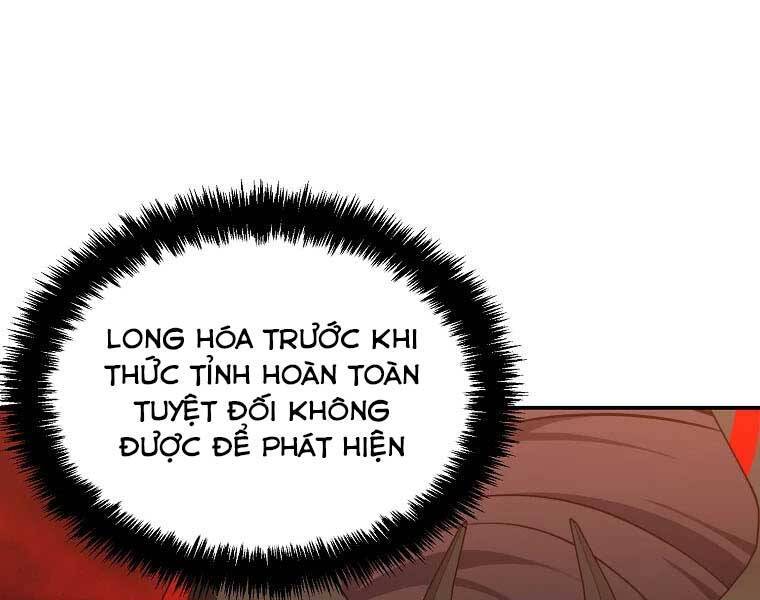 LONG HÓA TRƯỚC KHI
THỨC TỈNH HOÀN TOÀN
TUYỆT ĐỐI KHÔNG
ĐƯỢC ĐỂ PHÁT HIỆN